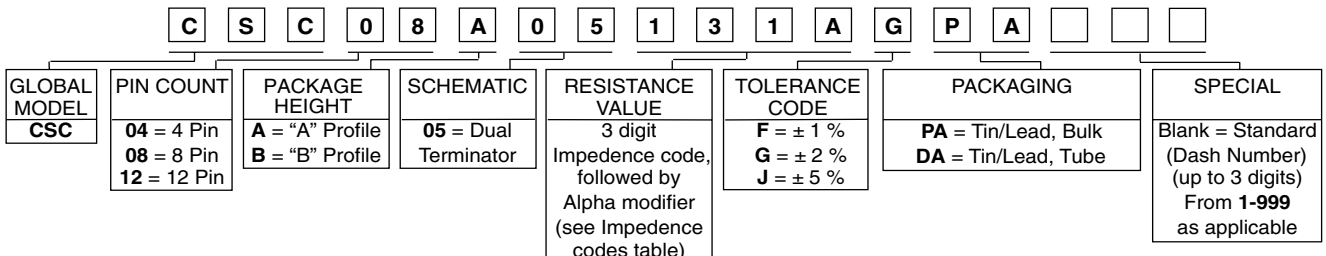 C S C 0 8 A 0 5 1 3 1 A G P A
GLOBAL
MODEL
CSC
PIN COUNT
04 = 4 Pin
08 = 8 Pin
12 = 12 Pin
PACKAGE
HEIGHT
A = “A” Profile
B = “B” Profile
SCHEMATIC
05 = Dual
Terminator
RESISTANCE
VALUE
3 digit
Impedence code,
followed by
Alpha modifier
(see Impedence
codes table)
TOLERANCE
CODE
F = ± 1 %
G = ± 2 %
J = ± 5 %
PACKAGING
PA = Tin/Lead, Bulk
DA = Tin/Lead, Tube
SPECIAL
Blank = Standard
(Dash Number)
(up to 3 digits)
From 1-999
as applicable